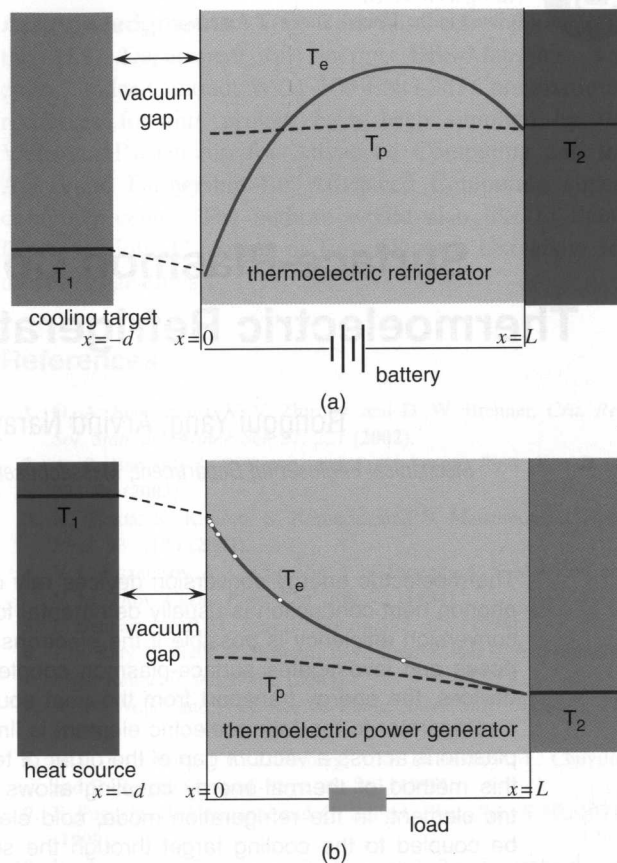 T_e
vacuum
gap
T_p
T_2
T_1
thermoelectric refrigerator
cooling target
x=-d x=0 x=L
battery
(a)
T_1
T_e
vacuum
gap
T_p
T_2
thermoelectric power generator
heat source
x=-d x=0 x=L
load
(b)